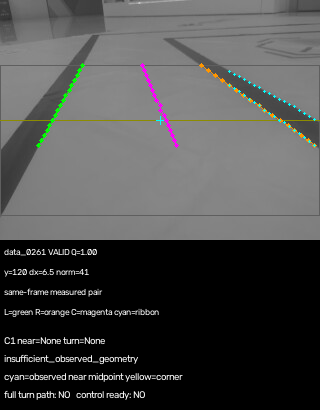 data_0261 VALID Q=1.00
y=120 dx=6.5 norm=41
same-frame measured pair
L=green R=orange C=magenta cyan=ribbon
C1 near=None turn=None
insufficient_observed_geometry
cyan=observed near midpoint yellow=corner
full turn path: NO control ready: NO